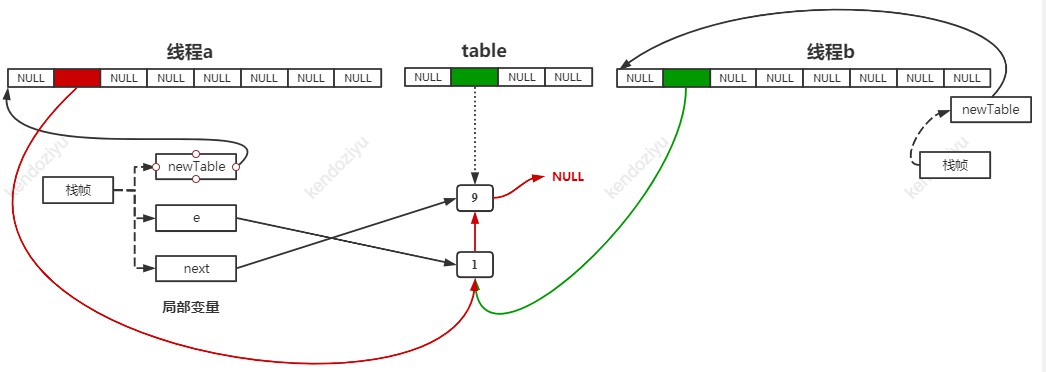 线程a
table
线程b
NULL NULL NULL NULL NULL NULL NULL
NULL NULL NULL
NULL NULL NULL NULL NULL NULL NULL
newTable
栈帧
newTable
栈帧
e
next
局部变量
9
NULL
1
kendoziyu
kendoziyu
kendoziyu
kendoziyu